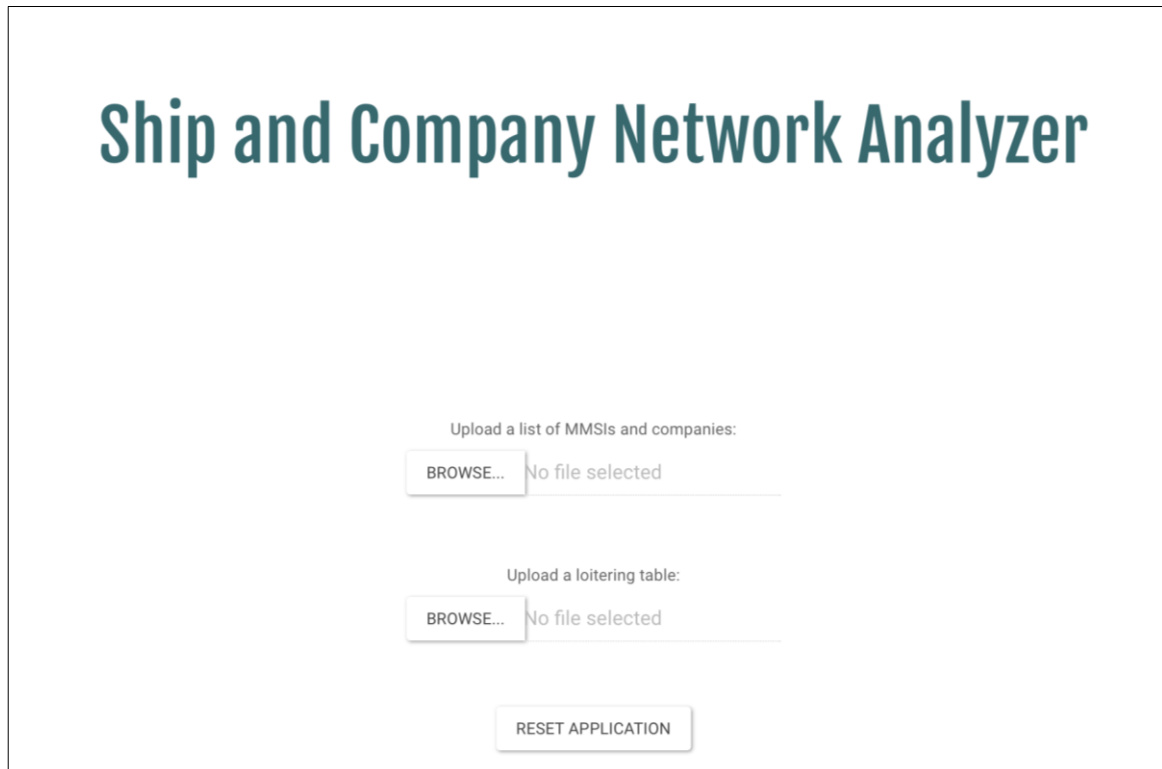 Ship and Company Network Analyzer
Upload a list of MMSIs and companies:
BROWSE... No file selected
Upload a loitering table:
BROWSE... No file selected
RESET APPLICATION